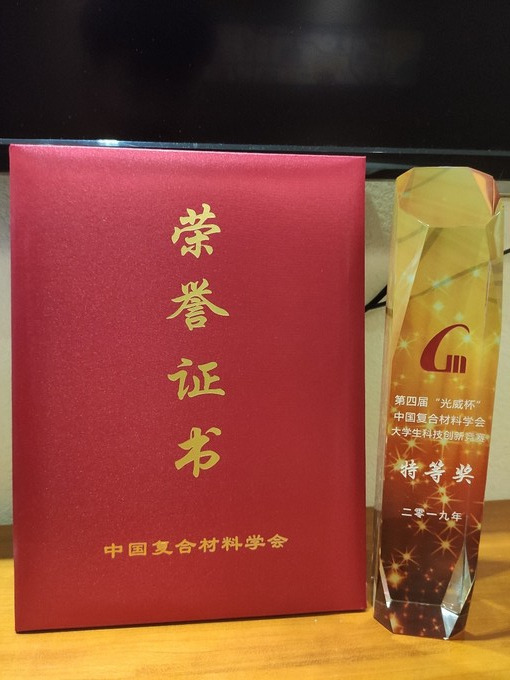 荣誉证书
中国复合材料学会
第四届“光威杯”
中国复合材料学会
大学生科技创新竞赛
特等奖
二零一九年